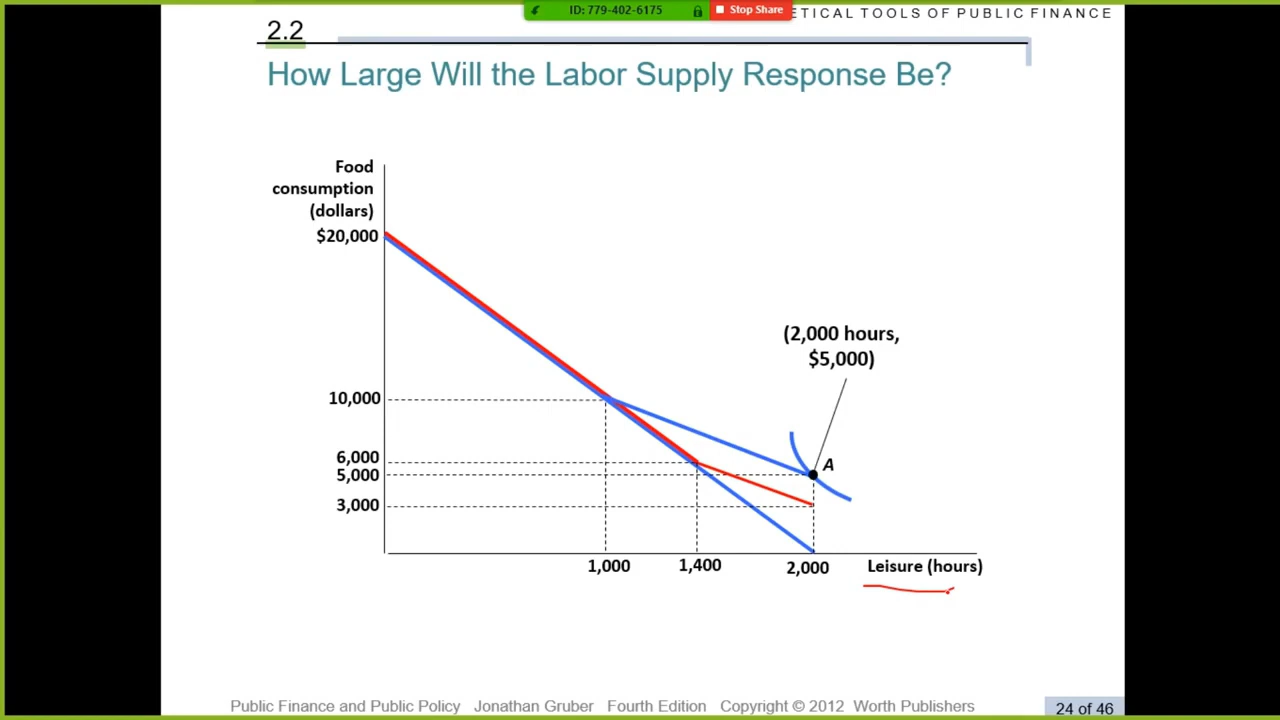 ID: 779-402-6175
Stop Share
ETICAL TOOLS OF PUBLIC FINANCE
2.2
How Large Will the Labor Supply Response Be?
Food
consumption
(dollars)
$20,000
(2,000 hours,
$5,000)
10,000
A
6,000
5,000
3,000
1,000
1,400
2,000
Leisure (hours)
Public Finance and Public Policy Jonathan Gruber Fourth Edition Copyright © 2012 Worth Publishers
24 of 46